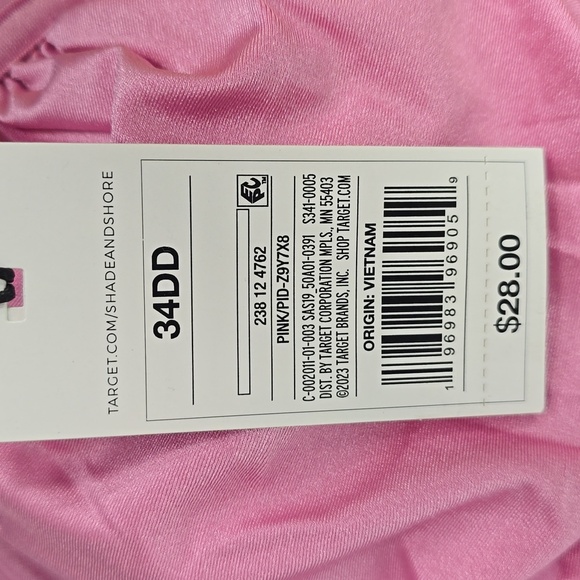 TARGET.COM/SHADEANDSHORE
34DD
EPC™
238 12 4762
PINK/PID-Z9Y7X8
C-002011-01-003 SAS19_50A01-0391 S341-0005
DIST. BY TARGET CORPORATION MPLS., MN 55403
©2023 TARGET BRANDS, INC. SHOP TARGET.COM
ORIGIN: VIETNAM
1 96983 96905 9
$28.00